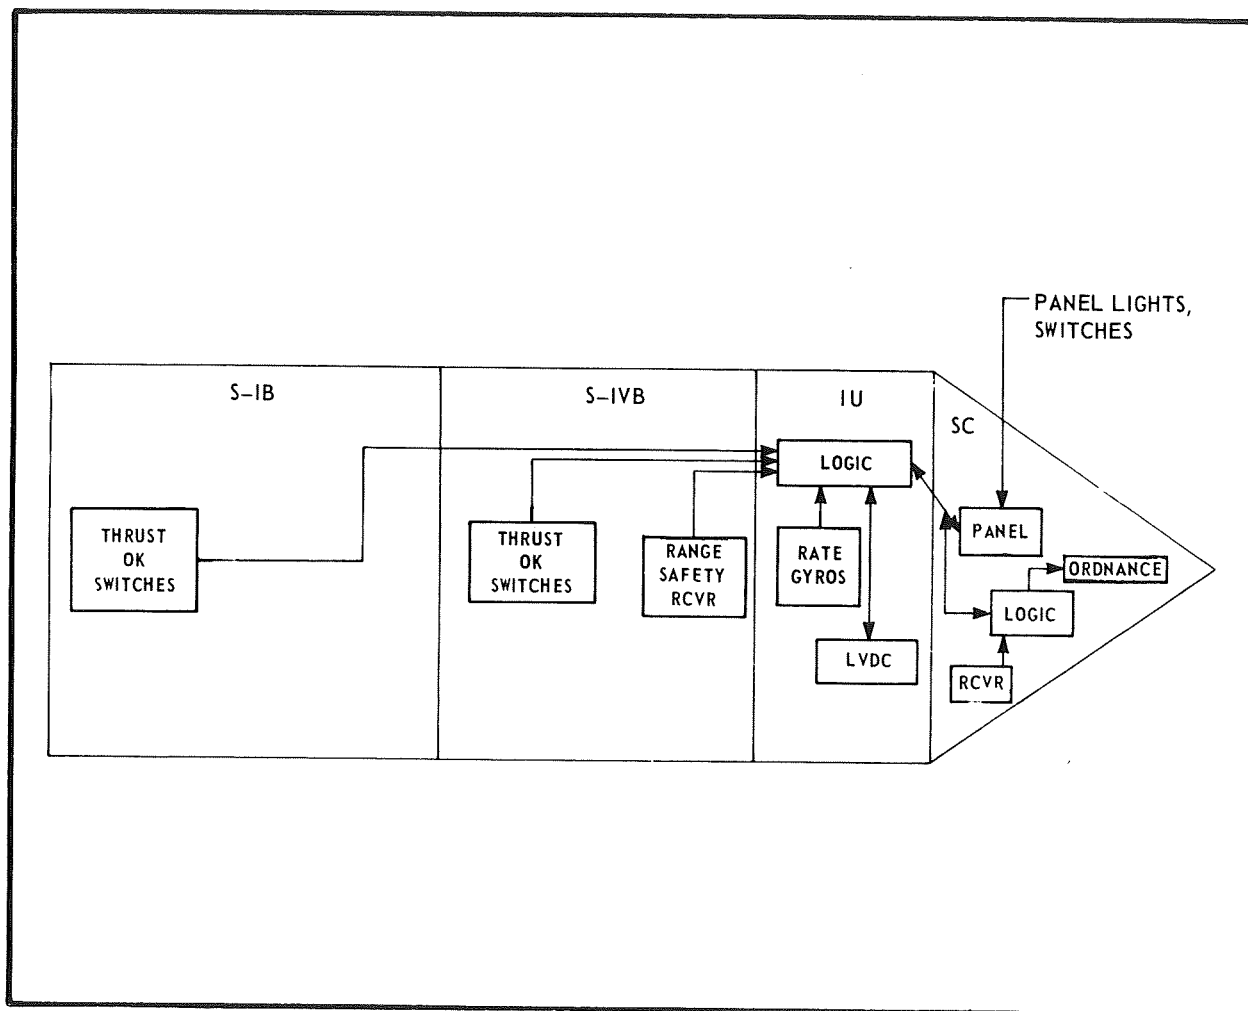 PANEL LIGHTS,
SWITCHES
S-IB
S-IVB
IU
SC
LOGIC
THRUST
OK
SWITCHES
THRUST
OK
SWITCHES
RANGE
SAFETY
RCVR
RATE
GYROS
PANEL
ORDNANCE
LOGIC
LVDC
RCVR